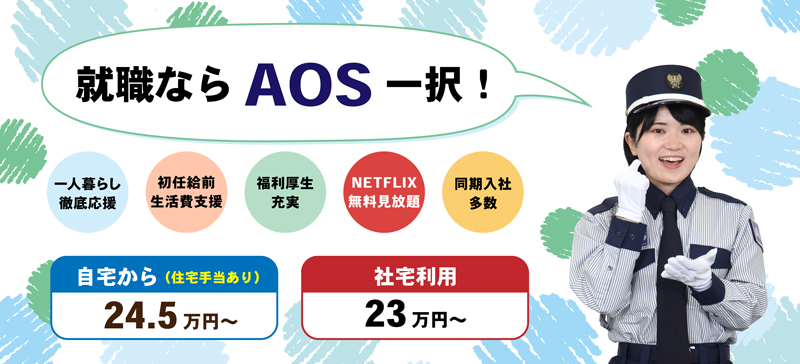 就職なら AOS 一択！
一人暮らし
徹底応援
初任給前
生活費支援
福利厚生
充実
NETFLIX
無料見放題
同期入社
多数
自宅から（住宅手当あり）
24.5 万円～
社宅利用
23 万円～